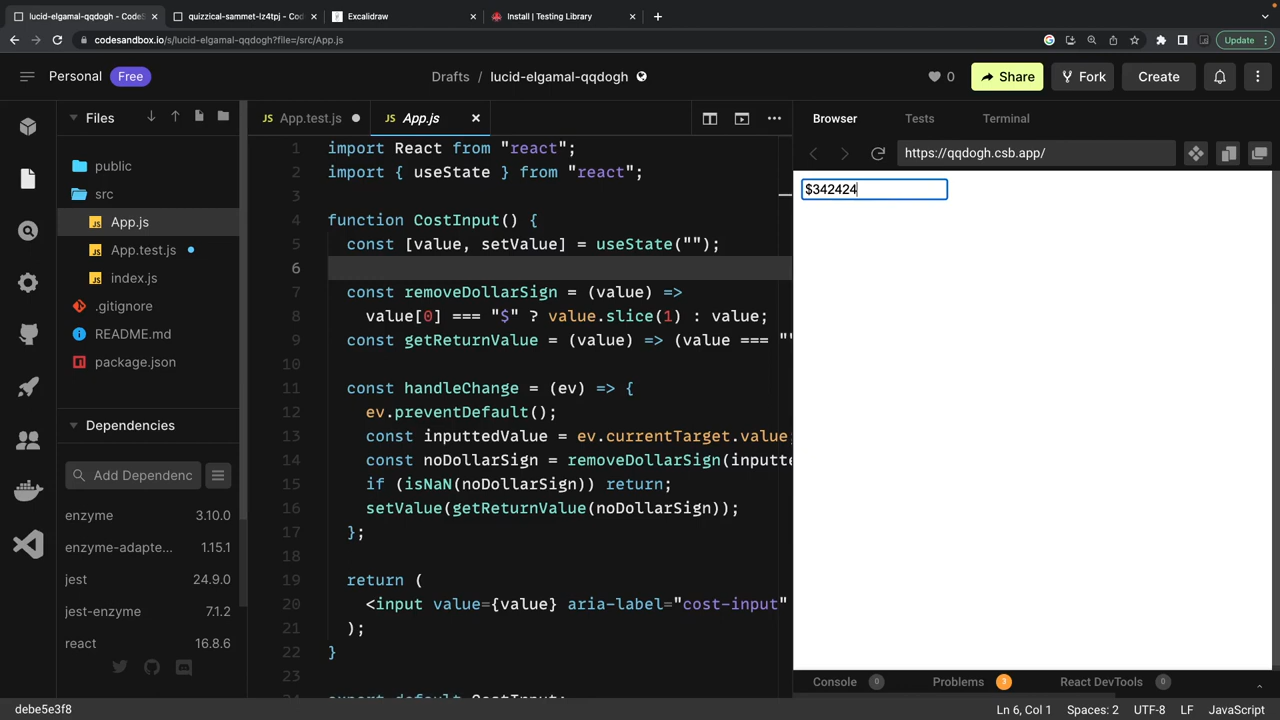 lucid-elgamal-qqdogh - CodeS
quizzical-sammet-lz4tpj - Cod
Excalidraw
Install | Testing Library
codesandbox.io/s/lucid-elgamal-qqdogh?file=/src/App.js
Update
Personal
Free
Drafts / lucid-elgamal-qqdogh
0
Share
Fork
Create
Files
public
src
App.js
App.test.js
index.js
.gitignore
README.md
package.json
Dependencies
Add Dependenc
enzyme 3.10.0
enzyme-adapte... 1.15.1
jest 24.9.0
jest-enzyme 7.1.2
react 16.8.6
JS App.test.js
JS App.js
1 import React from "react";
2 import { useState } from "react";
3
4 function CostInput() {
5 const [value, setValue] = useState("");
6
7 const removeDollarSign = (value) =>
8 value[0] === "$" ? value.slice(1) : value;
9 const getReturnValue = (value) => (value === ""
10
11 const handleChange = (ev) => {
12 ev.preventDefault();
13 const inputtedValue = ev.currentTarget.value;
14 const noDollarSign = removeDollarSign(inputte
15 if (isNaN(noDollarSign)) return;
16 setValue(getReturnValue(noDollarSign));
17 };
18
19 return (
20 <input value={value} aria-label="cost-input"
21 );
22 }
23
24 export default CostInput;
Browser
Tests
Terminal
https://qqdogh.csb.app/
$342424
Console 0
Problems 3
React DevTools 0
debe5e3f8
Ln 6, Col 1
Spaces: 2
UTF-8
LF
JavaScript